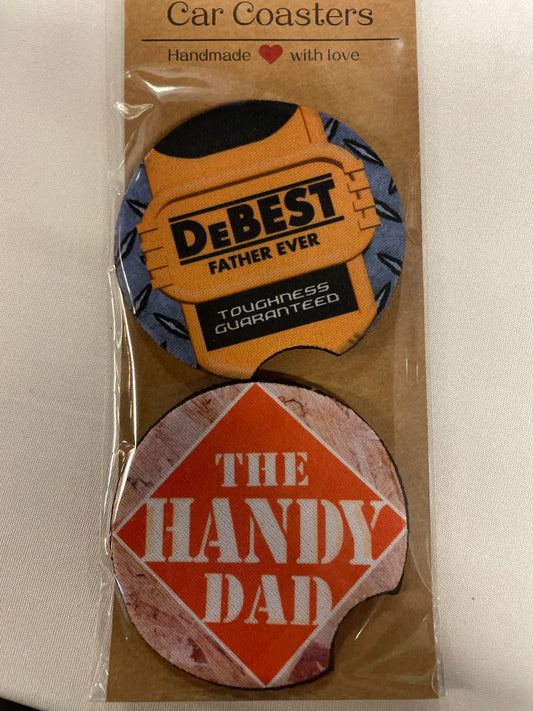 Car Coasters
Handmade ❤ with love
DEBEST
FATHER EVER
TOUGHNESS
GUARANTEED
THE
HANDY
DAD